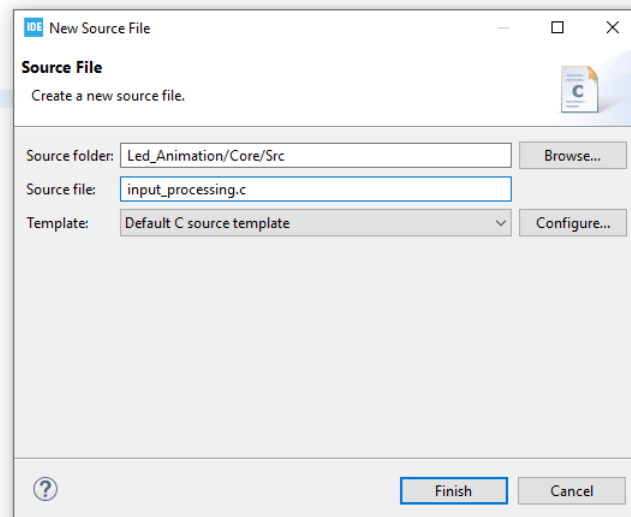 IDE New Source File
Source File
Create a new source file.
C
Source folder: Led_Animation/Core/Src Browse...
Source file: input_processing.c
Template: Default C source template Configure...
? Finish Cancel